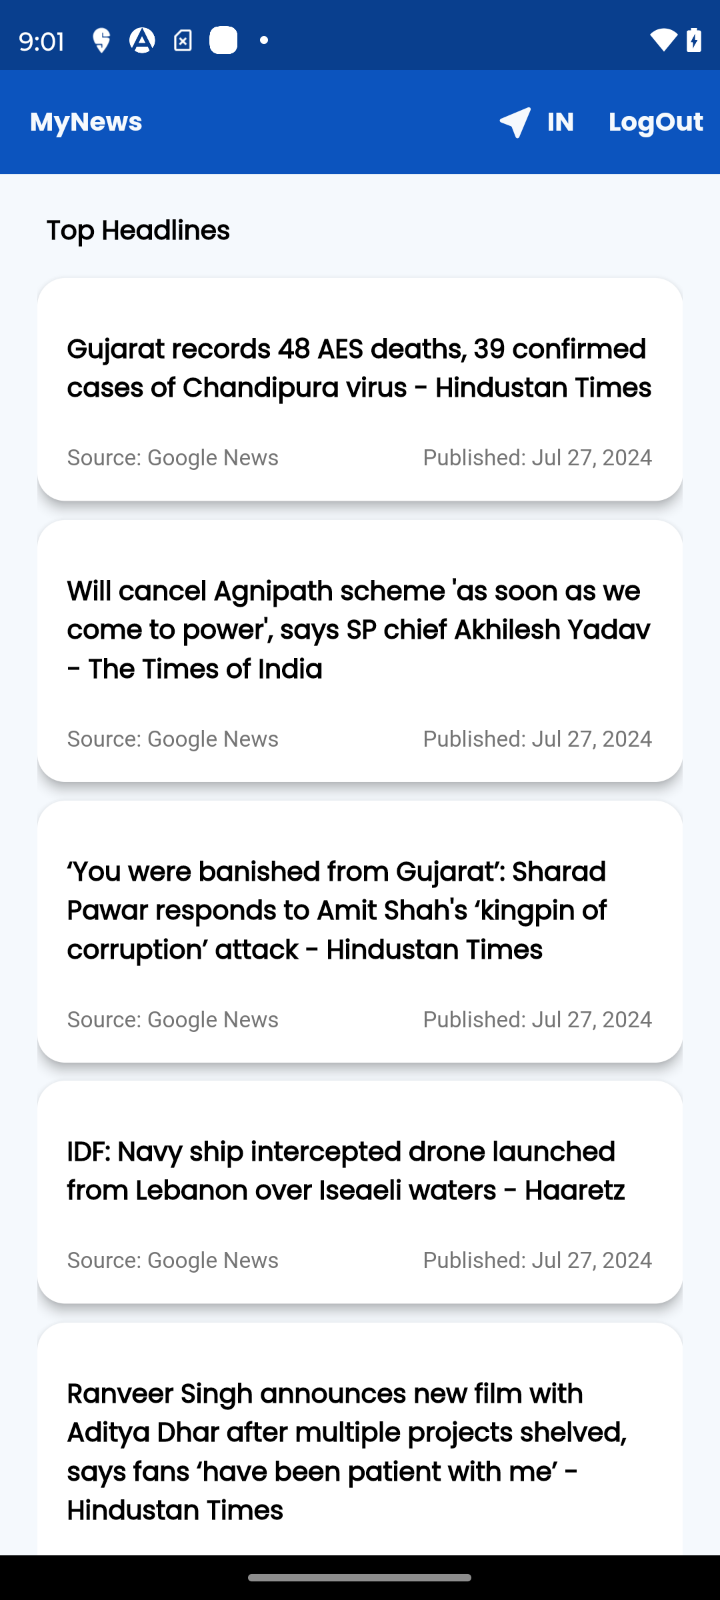 9:01
MyNews
IN
LogOut
Top Headlines
Gujarat records 48 AES deaths, 39 confirmed
cases of Chandipura virus - Hindustan Times
Source: Google News
Published: Jul 27, 2024
Will cancel Agnipath scheme 'as soon as we
come to power', says SP chief Akhilesh Yadav
- The Times of India
Source: Google News
Published: Jul 27, 2024
‘You were banished from Gujarat’: Sharad
Pawar responds to Amit Shah's ‘kingpin of
corruption’ attack - Hindustan Times
Source: Google News
Published: Jul 27, 2024
IDF: Navy ship intercepted drone launched
from Lebanon over Iseaeli waters - Haaretz
Source: Google News
Published: Jul 27, 2024
Ranveer Singh announces new film with
Aditya Dhar after multiple projects shelved,
says fans ‘have been patient with me’ -
Hindustan Times